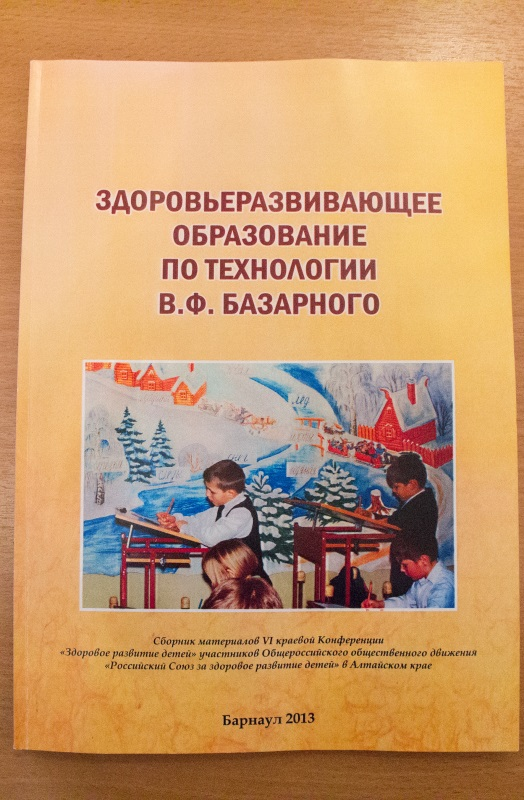 ЗДОРОВЬЕРАЗВИВАЮЩЕЕ
ОБРАЗОВАНИЕ
ПО ТЕХНОЛОГИИ
В.Ф. БАЗАРНОГО
Сборник материалов VI краевой Конференции
«Здоровое развитие детей» участников Общероссийского общественного движения
«Российский Союз за здоровое развитие детей» в Алтайском крае
Барнаул 2013